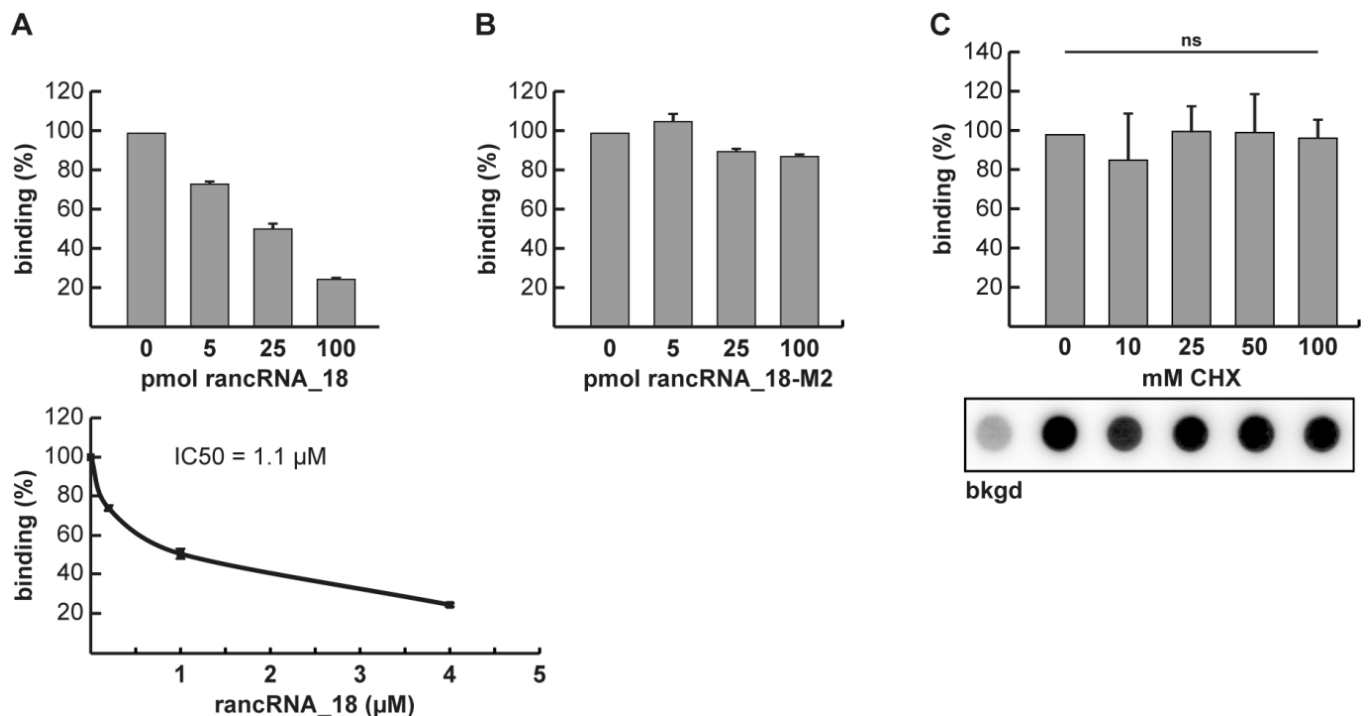 A
120
100
80
60
40
20
binding (%)
0 5 25 100
pmol rancRNA_18
120
100
80
60
40
20
binding (%)
IC50 = 1.1 µM
1 2 3 4 5
rancRNA_18 (µM)
B
120
100
80
60
40
20
binding (%)
0 5 25 100
pmol rancRNA_18-M2
C
ns
140
120
100
80
60
40
20
binding (%)
0 10 25 50 100
mM CHX
bkgd